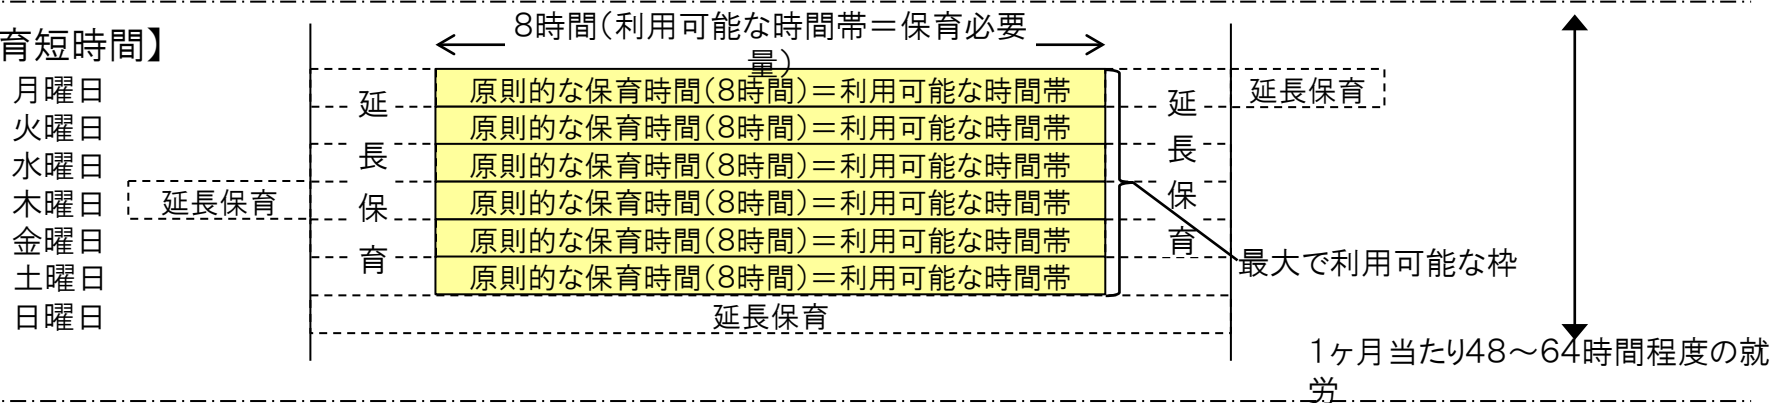 育短時間】
8時間(利用可能な時間帯＝保育必要
量)
月曜日
火曜日
水曜日
木曜日
金曜日
土曜日
日曜日
延長保育
延長保育
原則的な保育時間(8時間)＝利用可能な時間帯
原則的な保育時間(8時間)＝利用可能な時間帯
原則的な保育時間(8時間)＝利用可能な時間帯
原則的な保育時間(8時間)＝利用可能な時間帯
原則的な保育時間(8時間)＝利用可能な時間帯
原則的な保育時間(8時間)＝利用可能な時間帯
延長保育
延長保育
延長保育
最大で利用可能な枠
1ヶ月当たり48～64時間程度の就
労